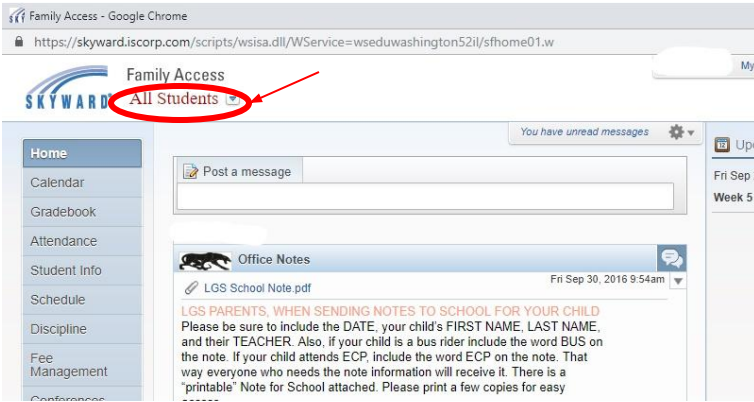 Family Access - Google Chrome
https://skyward.iscorp.com/scripts/wsisa.dll/WService=wseduwashington52il/sfhome01.w
Family Access
My
SKYWARD
All Students
You have unread messages
Home
Calendar
Gradebook
Attendance
Student Info
Schedule
Discipline
Fee
Management
Conferences
Post a message
Office Notes
LGS School Note.pdf
Fri Sep 30, 2016 9:54am
LGS PARENTS, WHEN SENDING NOTES TO SCHOOL FOR YOUR CHILD
Please be sure to include the DATE, your child's FIRST NAME, LAST NAME,
and their TEACHER. Also, if your child is a bus rider include the word BUS on
the note. If your child attends ECP, include the word ECP on the note. That
way everyone who needs the note information will receive it. There is a
“printable” Note for School attached. Please print a few copies for easy
12
Upc
Fri Sep
Week 5